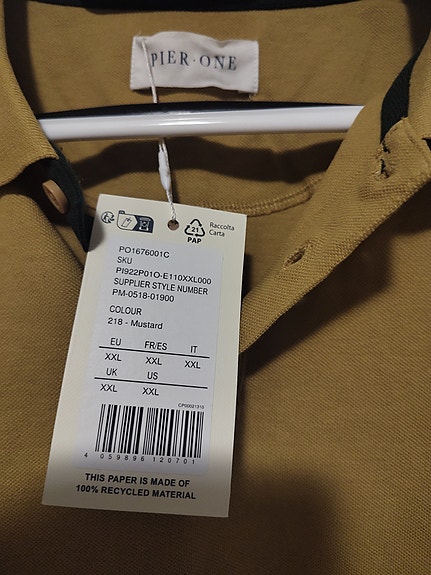 PIER·ONE
21
PAP
Raccolta
Carta
PO1676001C
SKU
PI922P01O-E110XXL000
SUPPLIER STYLE NUMBER
PM-0518-01900
COLOUR
218 - Mustard
EU FR/ES IT
XXL XXL XXL
UK US
XXL XXL
CP00021210
4 059896 120701
THIS PAPER IS MADE OF
100% RECYCLED MATERIAL